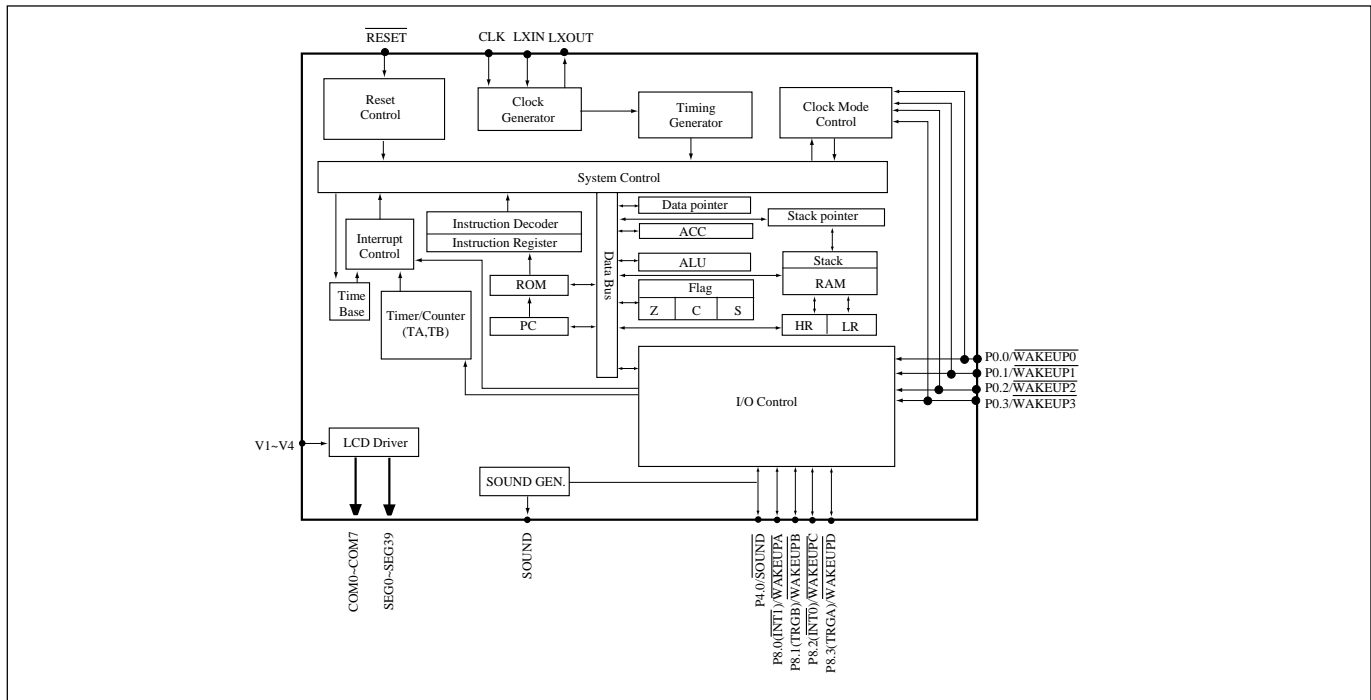 RESET
CLK LXIN LXOUT
Reset
Control
Clock
Generator
Timing
Generator
Clock Mode
Control
System Control
Interrupt
Control
Instruction Decoder
Instruction Register
Data Bus
Data pointer
ACC
Stack pointer
ALU
Stack
RAM
Flag
Z C S
HR LR
ROM
PC
Time
Base
Timer/Counter
(TA,TB)
I/O Control
P0.0/WAKEUP0
P0.1/WAKEUP1
P0.2/WAKEUP2
P0.3/WAKEUP3
V1~V4
LCD Driver
SOUND GEN.
COM0~COM7
SEG0~SEG39
SOUND
P4.0/SOUND
P8.0(INT1)/WAKEUPA
P8.1(TRGB)/WAKEUPB
P8.2(INT0)/WAKEUPC
P8.3(TRGA)/WAKEUPD